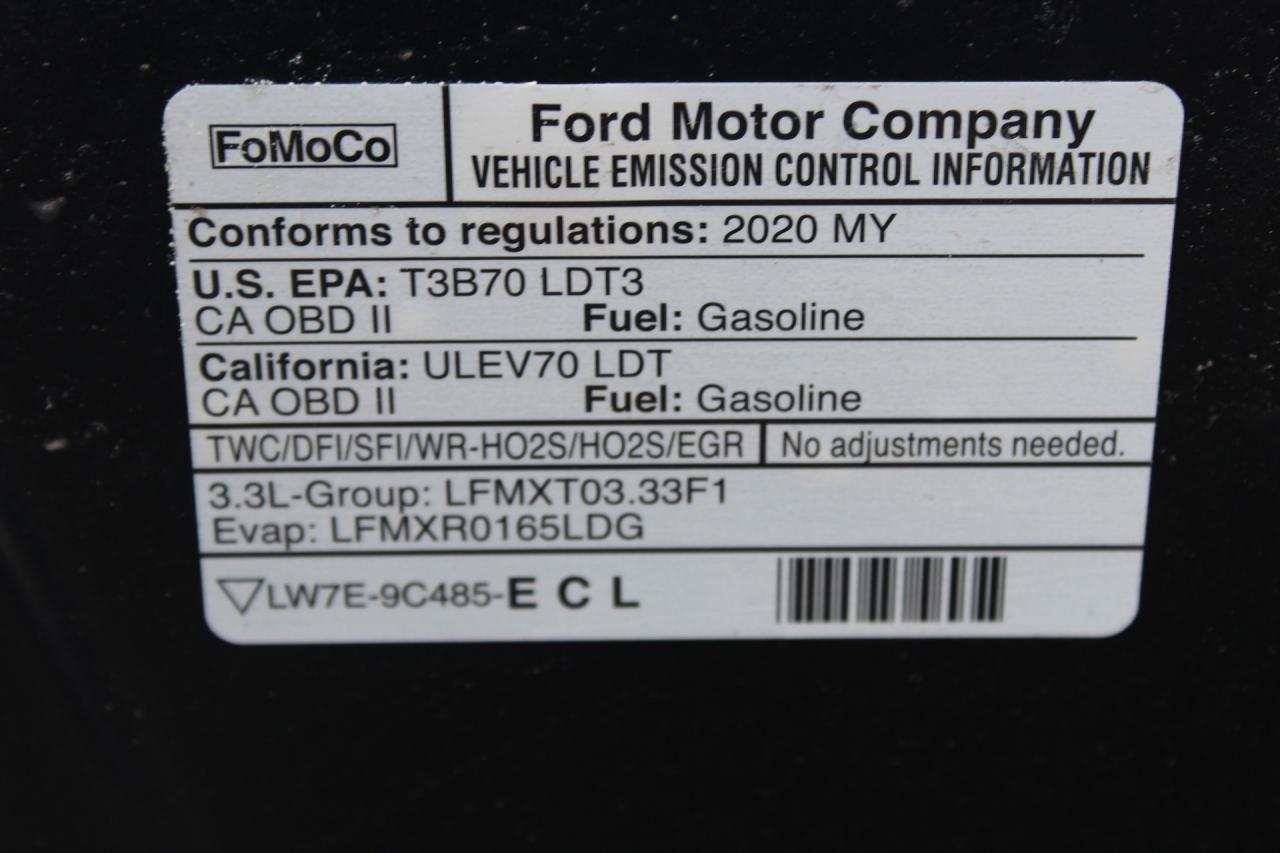 FoMoCo
Ford Motor Company
VEHICLE EMISSION CONTROL INFORMATION
Conforms to regulations: 2020 MY
U.S. EPA: T3B70 LDT3
CA OBD II Fuel: Gasoline
California: ULEV70 LDT
CA OBD II Fuel: Gasoline
TWC/DFI/SFI/WR-HO2S/HO2S/EGR No adjustments needed.
3.3L-Group: LFMXT03.33F1
Evap: LFMXR0165LDG
LW7E-9C485-E C L